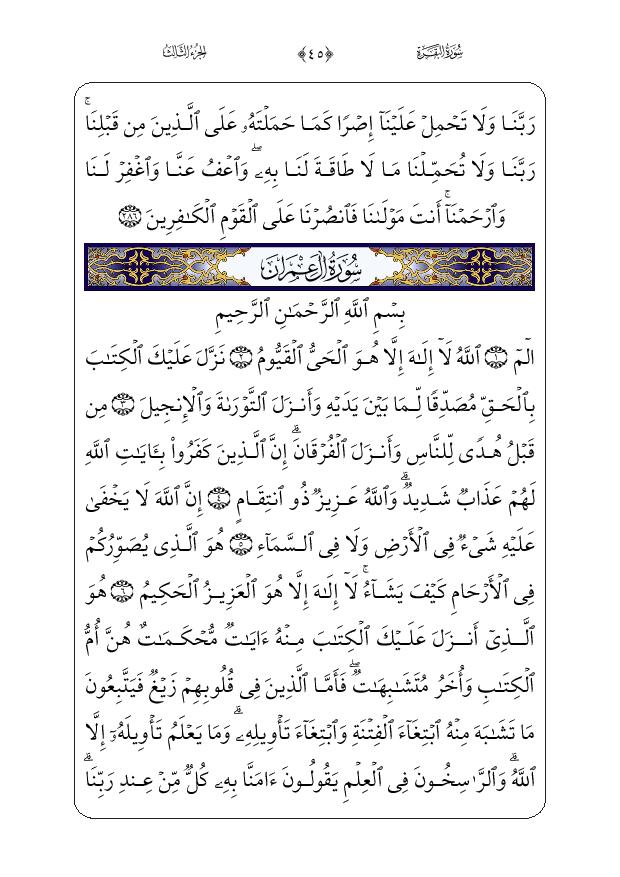 سُورَةُ البَقَرَةِ ﴿٤٥﴾ الجُزْءُ الثَّالِثُ
رَبَّنَا وَلَا تَحۡمِلۡ عَلَيۡنَآ إِصۡرٗا كَمَا حَمَلۡتَهُۥ عَلَى ٱلَّذِينَ مِن قَبۡلِنَاۚ
رَبَّنَا وَلَا تُحَمِّلۡنَا مَا لَا طَاقَةَ لَنَا بِهِۦۖ وَٱعۡفُ عَنَّا وَٱغۡفِرۡ لَنَا
وَٱرۡحَمۡنَآۚ أَنتَ مَوۡلَىٰنَا فَٱنصُرۡنَا عَلَى ٱلۡقَوۡمِ ٱلۡكَٰفِرِينَ ٢٨٦
سُورَةُ آلِ عِمۡرَانَ
بِسۡمِ ٱللَّهِ ٱلرَّحۡمَٰنِ ٱلرَّحِيمِ
الٓمٓ ١ ٱللَّهُ لَآ إِلَٰهَ إِلَّا هُوَ ٱلۡحَيُّ ٱلۡقَيُّومُ ٢ نَزَّلَ عَلَيۡكَ ٱلۡكِتَٰبَ
بِٱلۡحَقِّ مُصَدِّقٗا لِّمَا بَيۡنَ يَدَيۡهِ وَأَنزَلَ ٱلتَّوۡرَىٰةَ وَٱلۡإِنجِيلَ ٣ مِن
قَبۡلُ هُدٗى لِّلنَّاسِ وَأَنزَلَ ٱلۡفُرۡقَانَۗ إِنَّ ٱلَّذِينَ كَفَرُواْ بِـَٔايَٰتِ ٱللَّهِ
لَهُمۡ عَذَابٞ شَدِيدٞۗ وَٱللَّهُ عَزِيزٞ ذُو ٱنتِقَامٍ ٤ إِنَّ ٱللَّهَ لَا يَخۡفَىٰ
عَلَيۡهِ شَيۡءٞ فِي ٱلۡأَرۡضِ وَلَا فِي ٱلسَّمَآءِ ٥ هُوَ ٱلَّذِي يُصَوِّرُكُمۡ
فِي ٱلۡأَرۡحَامِ كَيۡفَ يَشَآءُۚ لَآ إِلَٰهَ إِلَّا هُوَ ٱلۡعَزِيزُ ٱلۡحَكِيمُ ٦ هُوَ
ٱلَّذِيٓ أَنزَلَ عَلَيۡكَ ٱلۡكِتَٰبَ مِنۡهُ ءَايَٰتٞ مُّحۡكَمَٰتٌ هُنَّ أُمُّ
ٱلۡكِتَٰبِ وَأُخَرُ مُتَشَٰبِهَٰتٞۖ فَأَمَّا ٱلَّذِينَ فِي قُلُوبِهِمۡ زَيۡغٞ فَيَتَّبِعُونَ
مَا تَشَٰبَهَ مِنۡهُ ٱبۡتِغَآءَ ٱلۡفِتۡنَةِ وَٱبۡتِغَآءَ تَأۡوِيلِهِۦۗ وَمَا يَعۡلَمُ تَأۡوِيلَهُۥٓ إِلَّا
ٱللَّهُۗ وَٱلرَّٰسِخُونَ فِي ٱلۡعِلۡمِ يَقُولُونَ ءَامَنَّا بِهِۦ كُلّٞ مِّنۡ عِندِ رَبِّنَاۗ